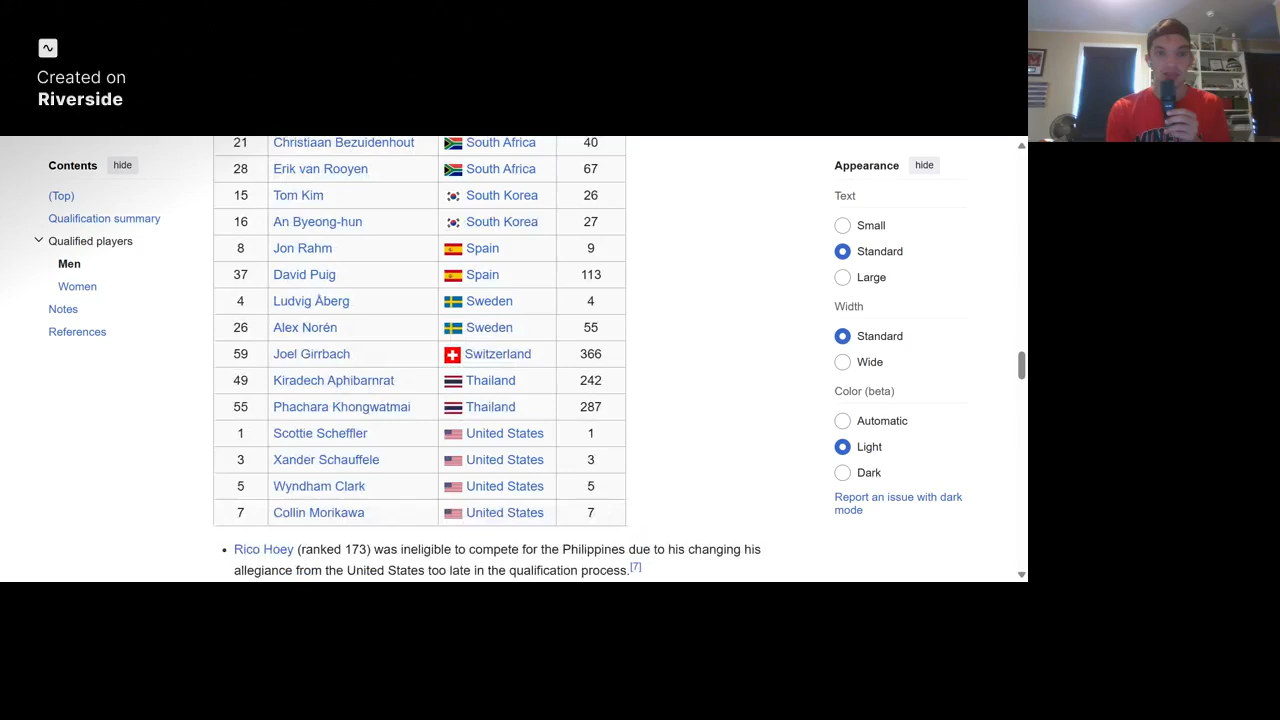 Created on
Riverside
Contents hide
(Top)
Qualification summary
Qualified players
Men
Women
Notes
References
21 Christiaan Bezuidenhout South Africa 40
28 Erik van Rooyen South Africa 67
15 Tom Kim South Korea 26
16 An Byeong-hun South Korea 27
8 Jon Rahm Spain 9
37 David Puig Spain 113
4 Ludvig Åberg Sweden 4
26 Alex Norén Sweden 55
59 Joel Girrbach Switzerland 366
49 Kiradech Aphibarnrat Thailand 242
55 Phachara Khongwatmai Thailand 287
1 Scottie Scheffler United States 1
3 Xander Schauffele United States 3
5 Wyndham Clark United States 5
7 Collin Morikawa United States 7
• Rico Hoey (ranked 173) was ineligible to compete for the Philippines due to his changing his
allegiance from the United States too late in the qualification process.[7]
Appearance hide
Text
Small
Standard
Large
Width
Standard
Wide
Color (beta)
Automatic
Light
Dark
Report an issue with dark
mode